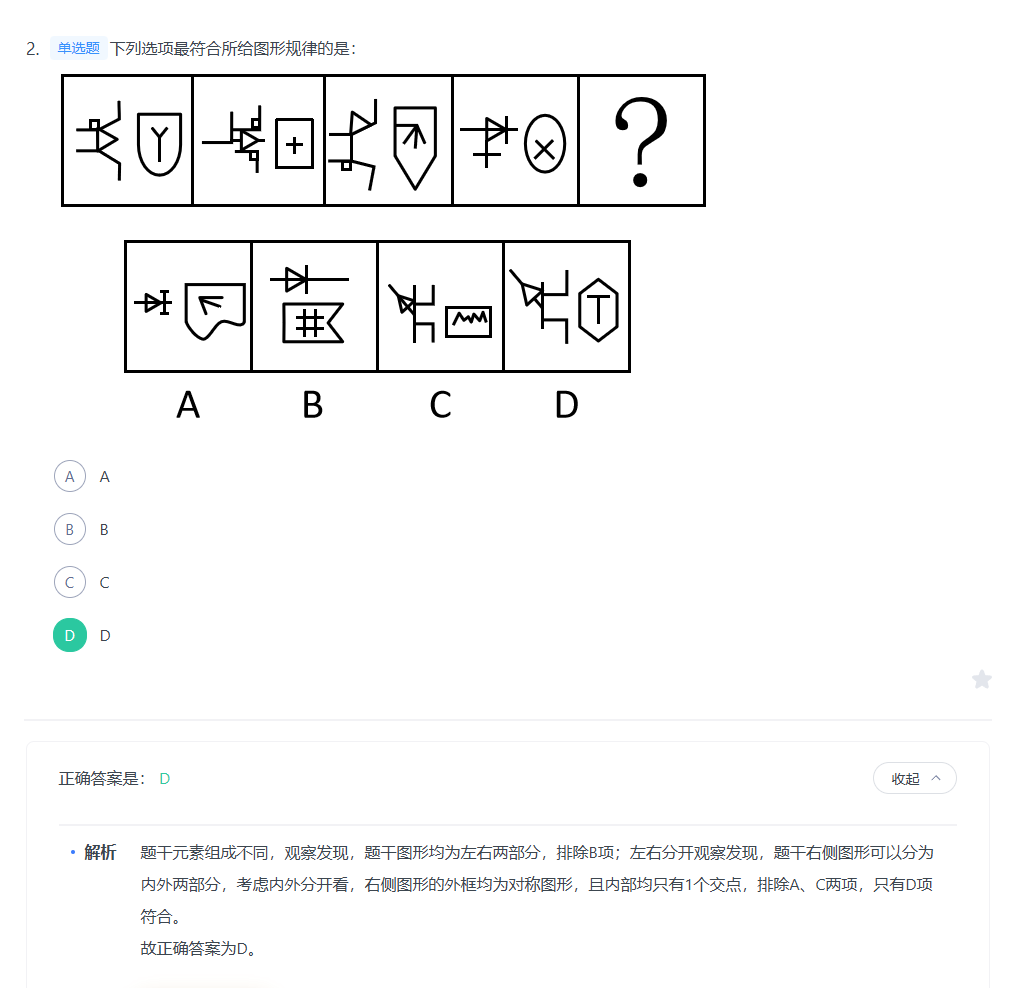 2. 单选题 下列选项最符合所给图形规律的是：
?
A B C D
A A
B B
C C
D D
正确答案是： D 收起
• 解析 题干元素组成不同，观察发现，题干图形均为左右两部分，排除B项；左右分开观察发现，题干右侧图形可以分为
内外两部分，考虑内外分开看，右侧图形的外框均为对称图形，且内部均只有1个交点，排除A、C两项，只有D项
符合。
故正确答案为D。